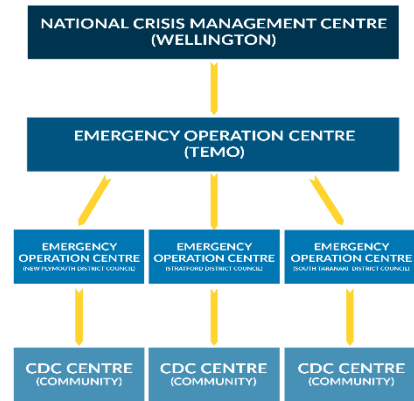 NATIONAL CRISIS MANAGEMENT CENTRE
(WELLINGTON)
EMERGENCY OPERATION CENTRE
(TEMO)
EMERGENCY
OPERATION CENTRE
(NEW PLYMOUTH DISTRICT COUNCIL)
EMERGENCY
OPERATION CENTRE
(STRATFORD DISTRICT COUNCIL)
EMERGENCY
OPERATION CENTRE
(SOUTH TARANAKI DISTRICT COUNCIL)
CDC CENTRE
(COMMUNITY)
CDC CENTRE
(COMMUNITY)
CDC CENTRE
(COMMUNITY)